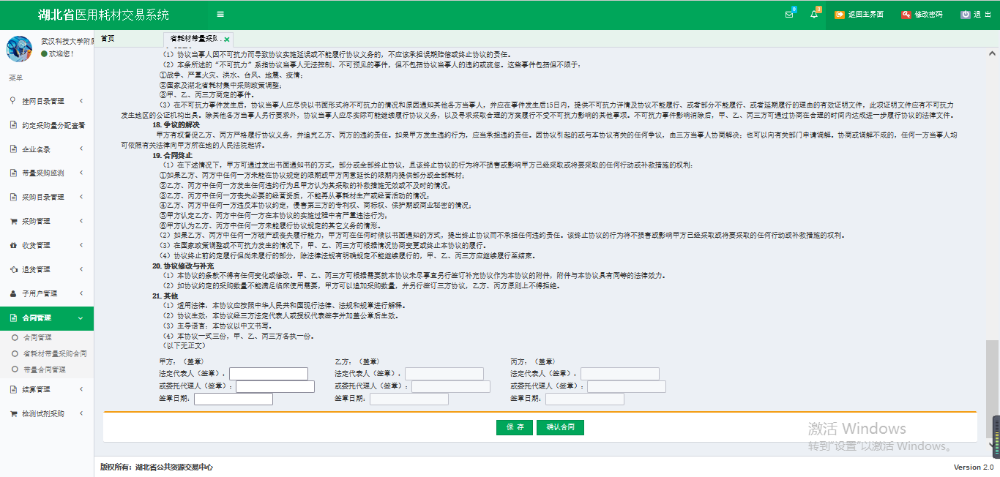 湖北省医用耗材交易系统
0
3
返回主界面
修改密码
退 出
武汉科技大学附属
欢迎您！
首页
省耗材带量采购.
菜单
挂网目录管理
约定采购量分配查看
企业名录
带量采购监测
采购目录管理
采购管理
收货管理
退货管理
子用户管理
合同管理
合同管理
省耗材带量采购合同
带量合同管理
结算管理
检测试剂采购
（1）协议当事人因不可抗力而导致协议实施延误或不能履行协议义务的，不应该承担误期赔偿或终止协议的责任。
（2）本条所述的“不可抗力”系指协议当事人无法控制、不可预见的事件，但不包括协议当事人的违约或疏忽。这些事件包括但不限于：
①战争、严重火灾、洪水、台风、地震、疫情；
②国家及湖北省耗材集中采购政策调整；
③甲、乙、丙三方商定的事件。
（3）在不可抗力事件发生后，协议当事人应尽快以书面形式将不可抗力的情况和原因通知其他各方当事人，并应在事件发生后15日内，提供不可抗力详情及协议不能履行、或者部分不能履行、或者延期履行的理由的有效证明文件，此项证明文件应有不可抗力
发生地区的公证机构出具。除其他各方当事人另行要求外，协议当事人应尽实际可能继续履行协议义务，以及寻求采取合理的方案履行不受不可抗力影响的其他事项。不可抗力事件影响消除后，甲、乙、丙三方可通过协商在合理的时间内达成进一步履行协议的法律文件。
18. 争议的解决
甲方有权督促乙方、丙方严格履行协议义务，并追究乙方、丙方的违约责任。如果甲方发生违约行为，应当承担违约责任。因协议引起的或与本协议有关的任何争议，由三方当事人协商解决，也可以向有关部门申请调解。协商或调解不成的，任何一方当事人均
可依照有关法律向甲方所在地的人民法院起诉。
19. 合同终止
（1）在下述情况下，甲方可通过发出书面通知书的方式，部分或全部终止协议，且该终止协议的行为将不损害或影响甲方已经采取或将要采取的任何行动或补救措施的权利：
①如果乙方、丙方中任何一方未能在协议规定的限期或甲方同意延长的限期内提供部分或全部耗材；
②乙方、丙方中任何一方发生任何违约行为且甲方认为其采取的补救措施无效或不及时的情况；
③乙方、丙方中任何一方丧失必要的经营资质，不能再从事耗材生产或经营活动的情况；
④乙方、丙方中任何一方违反本协议约定，侵害第三方的专利权、商标权、保护期或商业秘密的情况；
⑤甲方认定乙方、丙方中任何一方在本协议的实施过程中有严重违法行为；
⑥甲方认为乙方、丙方中任何一方未能履行协议规定的其它义务的情形。
（2）如果乙方、丙方中任何一方破产或丧失履行能力，甲方可在任何时候以书面通知的方式，提出终止协议而不承担任何违约责任。该终止协议的行为将不损害或影响甲方已经采取或将要采取的任何行动或补救措施的权利。
（3）在国家政策调整或不可抗力发生的情况下，甲、乙、丙三方可根据情况协商变更或终止本协议的履行。
（4）协议终止前约定履行但尚未履行的部分，除法律法规有明确规定不能继续履行的，甲、乙、丙三方应继续履行至结束。
20. 协议修改与补充
（1）本协议的条款不得有任何变化或修改。甲、乙、丙三方可根据需要就本协议未尽事宜另行签订补充协议作为本协议的附件，附件与本协议具有同等的法律效力。
（2）如协议约定的采购数量不能满足临床使用需要，甲方可以追加采购数量，并另行签订三方协议，乙方、丙方原则上不得拒绝。
21. 其他
（1）适用法律：本协议应按照中华人民共和国现行法律、法规和规章进行解释。
（2）协议生效：本协议经三方法定代表人或授权代表签字并加盖公章后生效。
（3）主导语言：本协议以中文书写。
（4）本协议一式三份，甲、乙、丙三方各执一份。
（以下无正文）
甲方：（盖章） 乙方：（盖章） 丙方：（盖章）
法定代表人（签章）： 法定代表人（签章）： 法定代表人（签章）：
或委托代理人（签章）： 或委托代理人（签章）： 或委托代理人（签章）：
签章日期： 签章日期： 签章日期：
保 存
确认合同
激活 Windows
转到“设置”以激活 Windows。
版权所有：湖北省公共资源交易中心
Version 2.0